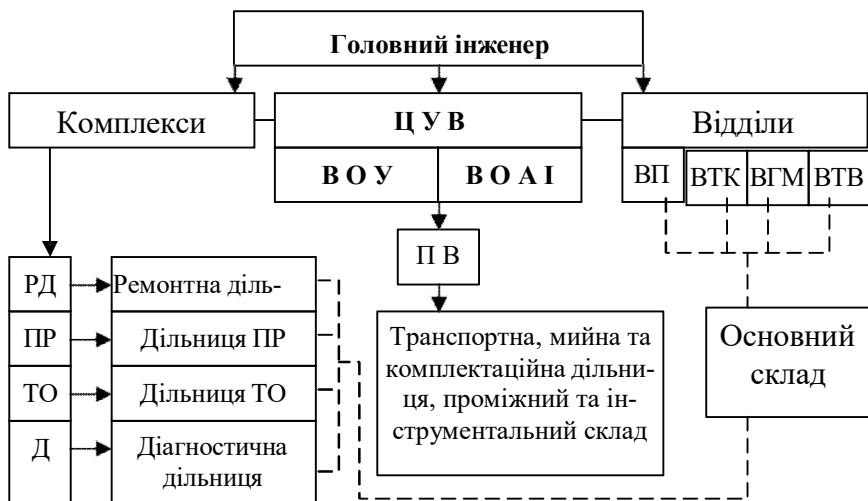 Головний інженер
Комплекси
Ц У В
Відділи
В О У
В О А І
ВП
ВТК
ВГМ
ВТВ
П В
РД
Ремонтна діль-
ПР
Дільниця ПР
ТО
Дільниця ТО
Д
Діагностична
дільниця
Транспортна, мийна та
комплектаційна дільни-
ця, проміжний та ін-
струментальний склад
Основний
склад